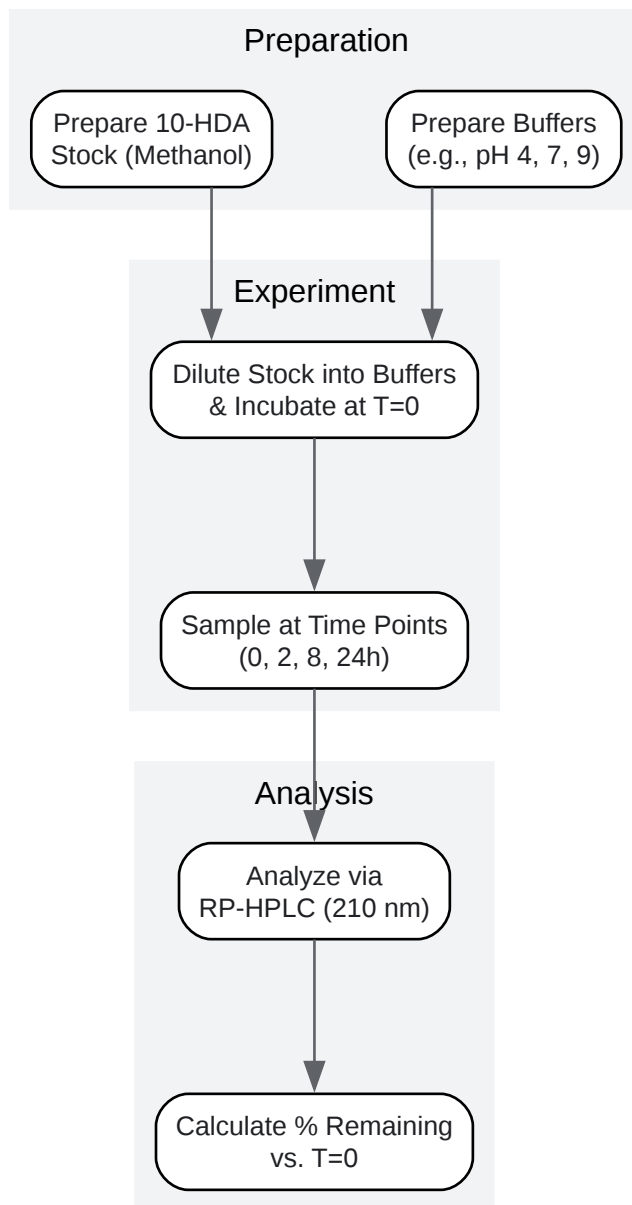 Preparation
Prepare 10-HDA
Stock (Methanol)
Prepare Buffers
(e.g., pH 4, 7, 9)
Experiment
Dilute Stock into Buffers
& Incubate at T=0
Sample at Time Points
(0, 2, 8, 24h)
Analysis
Analyze via
RP-HPLC (210 nm)
Calculate % Remaining
vs. T=0